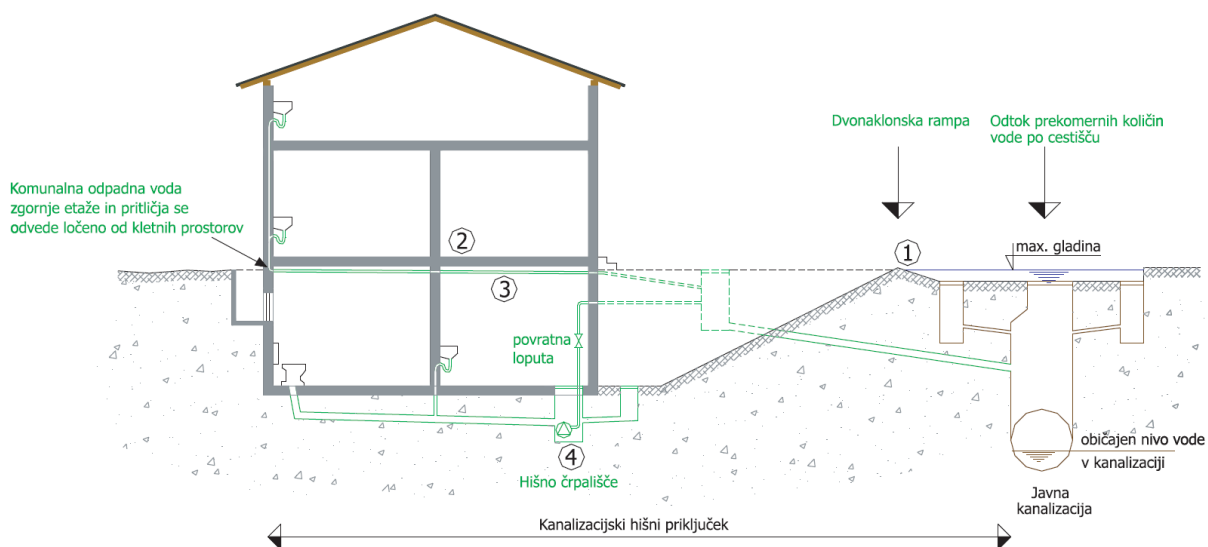 Dvonaklonska rampa
Odtok prekomernih količin
vode po cestišču
Komunalna odpadna voda
zgornje etaže in pritličja se
odvede ločeno od kletnih prostorov
2
1
max. gladina
3
povratna
loputa
4
Hišno črpališče
običajen nivo vode
v kanalizaciji
Javna
kanalizacija
Kanalizacijski hišni priključek